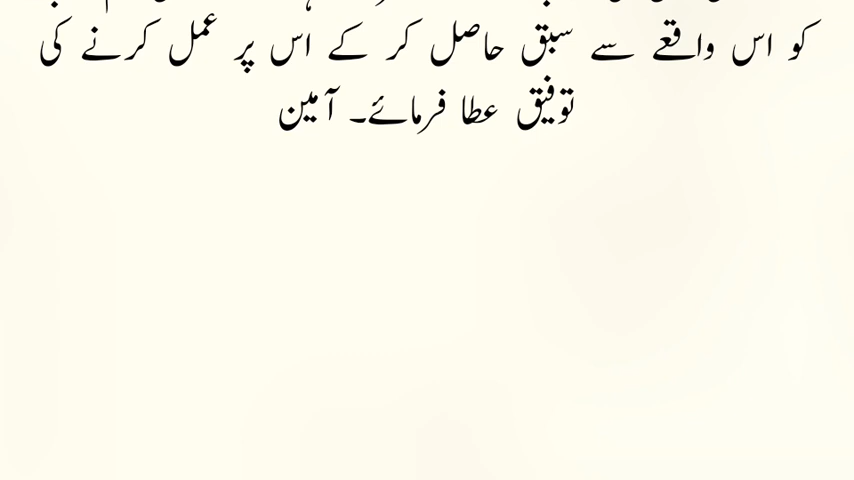 کو اس واقعے سے سبق حاصل کر کے اس پر عمل کرنے کی
توفیق عطا فرمائے۔ آمین